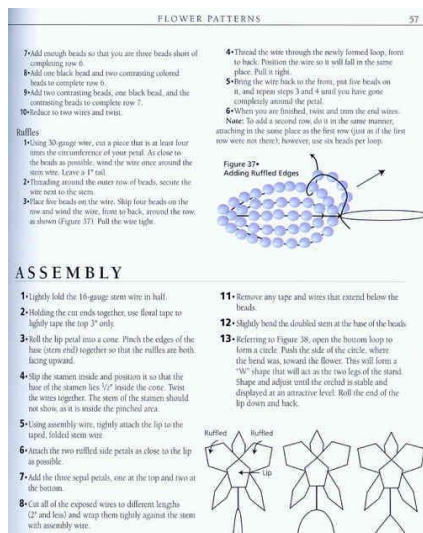 FLOWER PATTERNS 57
7•Add enough beads so that you are three beads short of
completing row 6.
8•Add one black bead and two contrasting colored
beads to complete row 6.
9•Add two contrasting beads, one black bead, and the
contrasting beads to complete row 7.
10•Reduce to two wires and twist.
Ruffles
1•Using 30-gauge wire, cut a piece that is at least four
times the circumference of your petal. As close to
the beads as possible, wind the wire once around the
stem wire. Leave a 1" tail.
2•Threading around the outer row of beads, secure the
wire next to the stem.
3•Place five beads on the wire. Skip four beads on the
row and wind the wire, front to back, around the row,
as shown (Figure 37). Pull the wire tight.
4•Thread the wire through the newly formed loop, front
to back. Position the wire so it will fall in the same
place. Pull it tight.
5•Bring the wire back to the front, put five beads on
it, and repeat steps 3 and 4 until you have gone
completely around the petal.
6•When you are finished, twist and trim the end wires.
Note: To add a second row, do it in the same manner,
attaching in the same place as the first row (just as if the first
row were not there); however, use six beads per loop.
Figure 37•
Adding Ruffled Edges
ASSEMBLY
1•Lightly fold the 16-gauge stem wire in half.
2•Holding the cut ends together, use floral tape to
lightly tape the top 3" only.
3•Roll the lip petal into a cone. Pinch the edges of the
base (stem end) together so that the ruffles are both
facing upward.
4•Slip the stamen inside and position it so that the
base of the stamen lies 1/2" inside the cone. Twist
the wires together. The stem of the stamen should
not show, as it is inside the pinched area.
5•Using assembly wire, tightly attach the lip to the
taped, folded stem wire.
6•Attach the two ruffled side petals as close to the lip
as possible.
7•Add the three sepal petals, one at the top and two at
the bottom.
8•Cut all of the exposed wires to different lengths
(2" and less) and wrap them tightly against the stem
with assembly wire.
11•Remove any tape and wires that extend below the
beads.
12•Slightly bend the doubled stem at the base of the beads.
13•Referring to Figure 38, open the bottom loop to
form a circle. Push the side of the circle, where
the bend was, toward the flower. This will form a
"W" shape that will act as the two legs of the stand.
Shape and adjust until the orchid is stable and
displayed at an attractive level. Roll the end of the
lip down and back.
Ruffled Ruffled
Lip